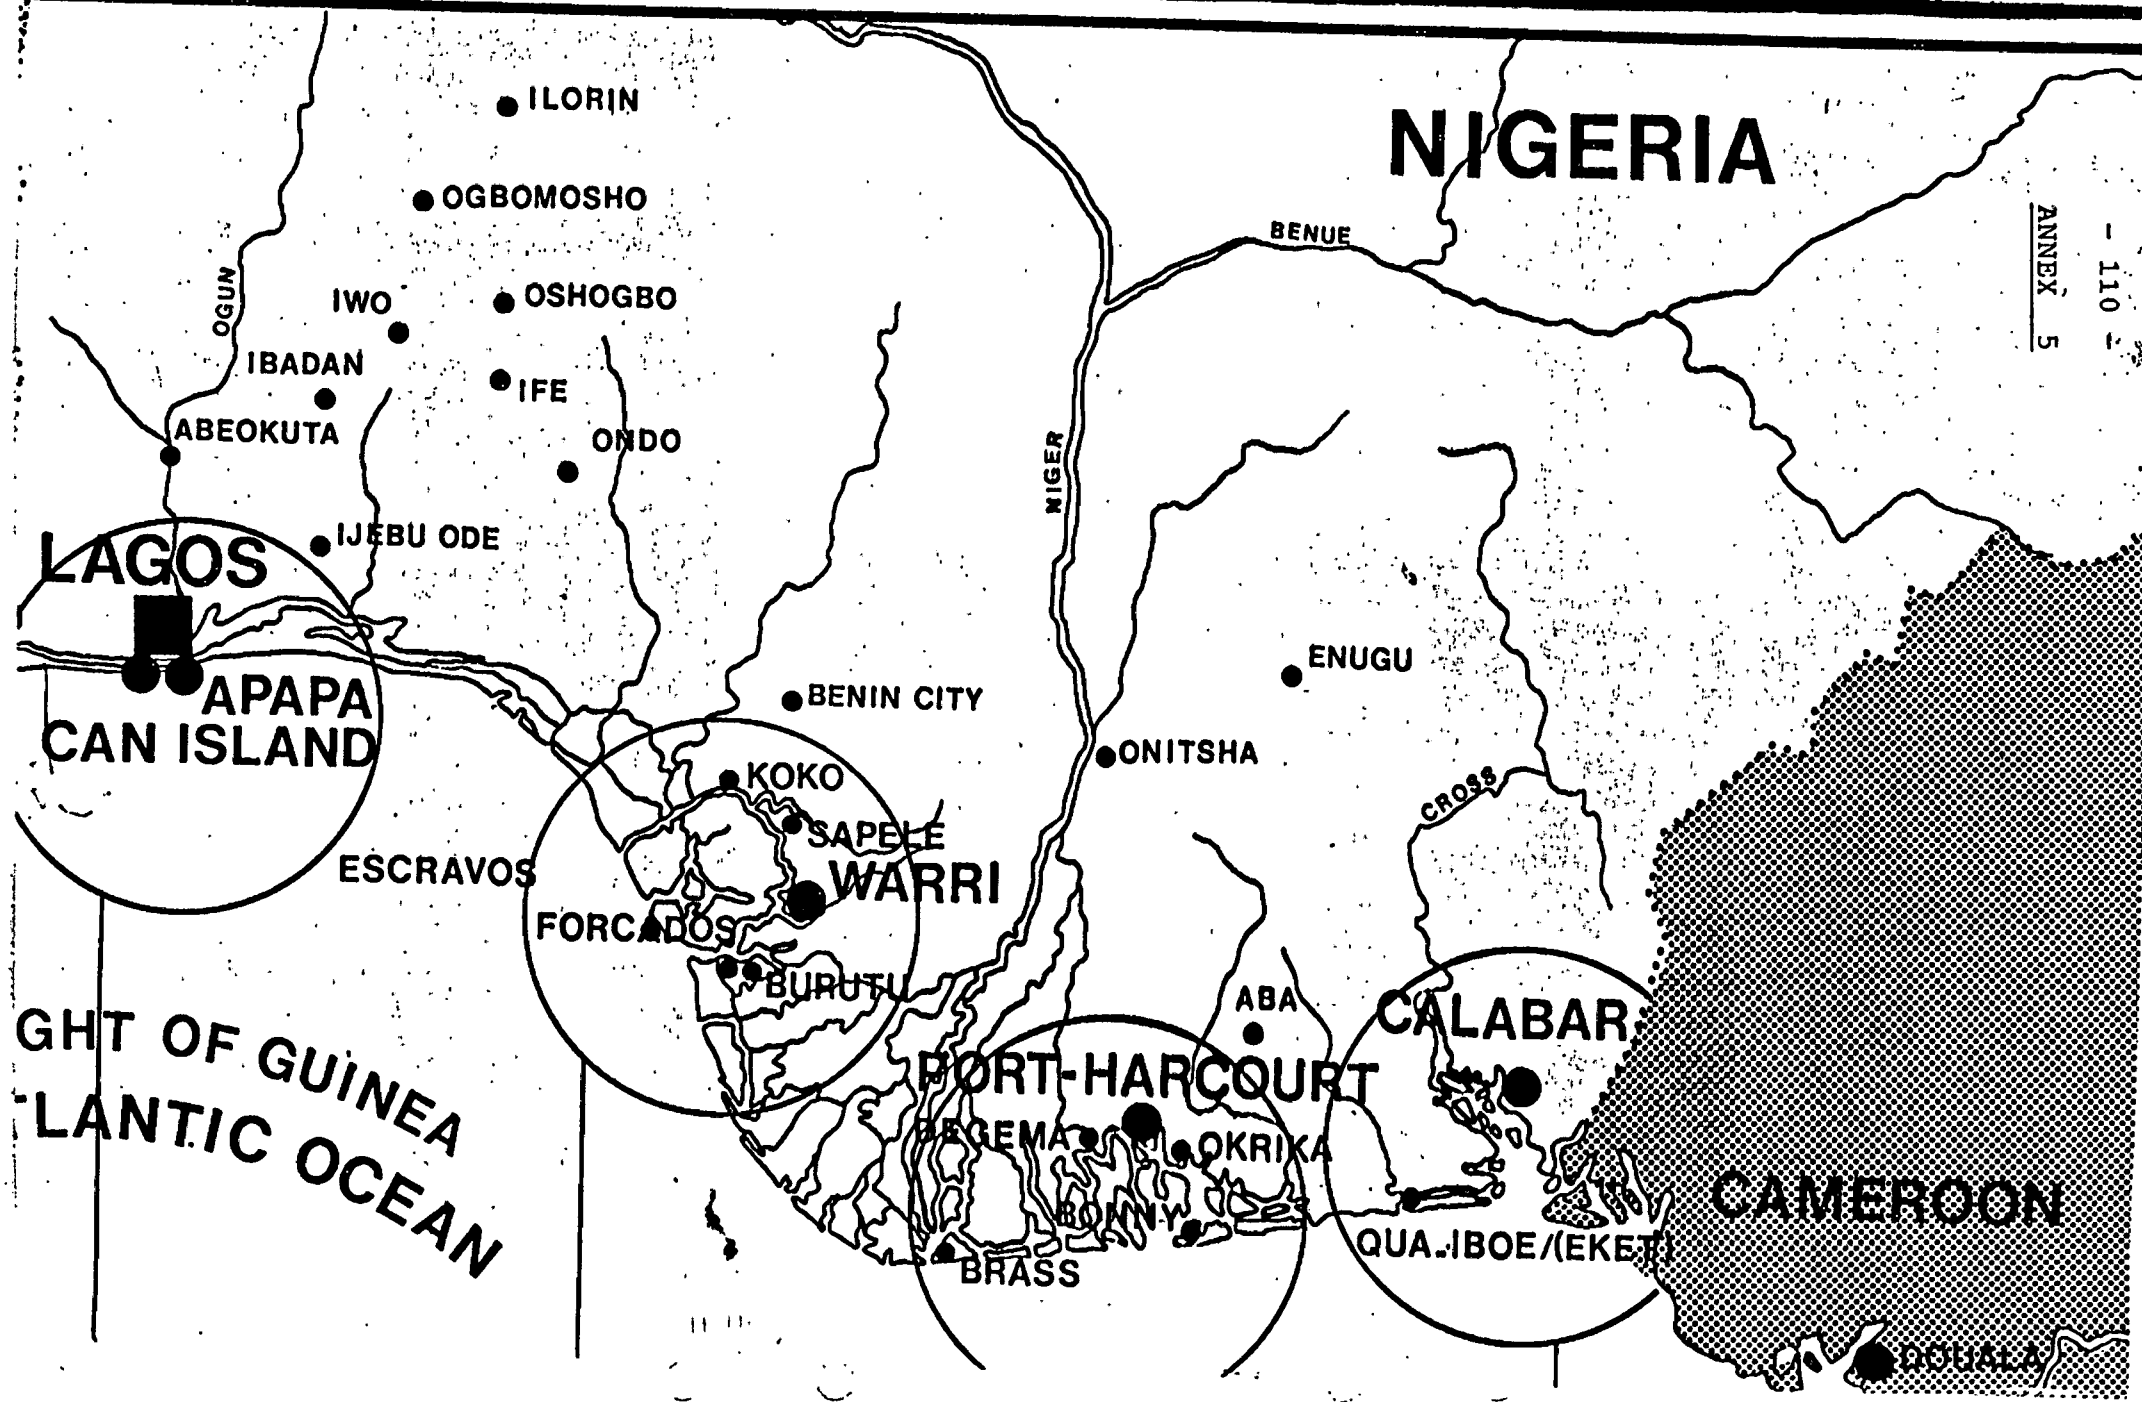 ILORIN
NIGERIA
OGBOMOSHO
- 110 -
ANNEX 5
BENUE
OGUN
IWO
OSHOGBO
IBADAN
IFE
ABEOKUTA
ONDO
NIGER
IJEBU ODE
LAGOS
ENUGU
APAPA
BENIN CITY
CAN ISLAND
ONITSHA
KOKO
CROSS
SAPELE
ESCRAVOS
WARRI
FORCADOS
BURUTU
ABA
CALABAR
GHT OF GUINEA
PORT-HARCOURT
LANTIC OCEAN
DEGEMA
OKRIKA
CAMEROON
BONNY
QUA.IBOE/(EKET)
BRASS
DOUALA